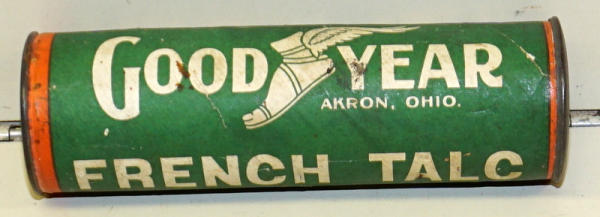 GOOD YEAR
AKRON, OHIO.
FRENCH TALC